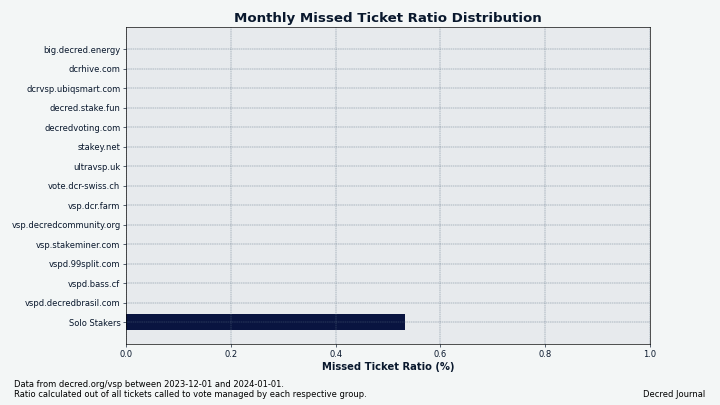 Monthly Missed Ticket Ratio Distribution
big.decred.energy
dcrhive.com
dcrvsp.ubiqsmart.com
decred.stake.fun
decredvoting.com
stakey.net
ultravsp.uk
vote.dcr-swiss.ch
vsp.dcr.farm
vsp.decredcommunity.org
vsp.stakeminer.com
vspd.99split.com
vspd.bass.cf
vspd.decredbrasil.com
Solo Stakers
0.0 0.2 0.4 0.6 0.8 1.0
Missed Ticket Ratio (%)
Data from decred.org/vsp between 2023-12-01 and 2024-01-01.
Ratio calculated out of all tickets called to vote managed by each respective group.
Decred Journal